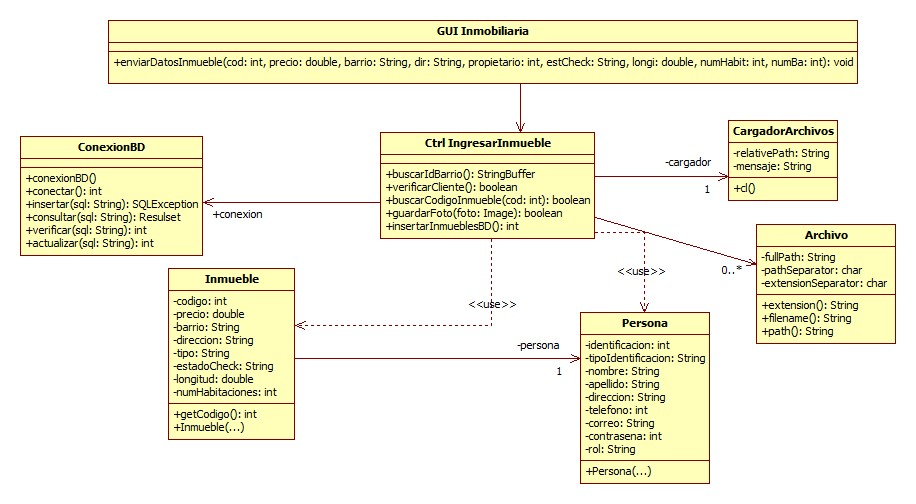 GUI Inmobiliaria
+enviarDatosInmueble(cod: int, precio: double, barrio: String, dir: String, propietario: int, estCheck: String, longi: double, numHabit: int, numBa: int): void
ConexionBD
+conexionBD()
+conectar(): int
+insertar(sql: String): SQLException
+consultar(sql: String): Resulset
+verificar(sql: String): int
+actualizar(sql: String): int
Ctrl IngresarInmueble
+buscarIdBarrio(): StringBuffer
+verificarCliente(): boolean
+buscarCodigoInmueble(cod: int): boolean
+guardarFoto(foto: Image): boolean
+insertarInmueblesBD(): int
CargadorArchivos
-relativePath: String
-mensaje: String
+cl()
-cargador
1
+conexion
Archivo
-fullPath: String
-pathSeparator: char
-extensionSeparator: char
+extension(): String
+filename(): String
+path(): String
0..*
<<use>>
<<use>>
Inmueble
-codigo: int
-precio: double
-barrio: String
-direccion: String
-tipo: String
-estadoCheck: String
-longitud: double
-numHabitaciones: int
+getCodigo(): int
+Inmueble(...)
-persona
1
Persona
-identificacion: int
-tipoIdentificacion: String
-nombre: String
-apellido: String
-direccion: String
-telefono: int
-correo: String
-contrasena: int
-rol: String
+Persona(...)